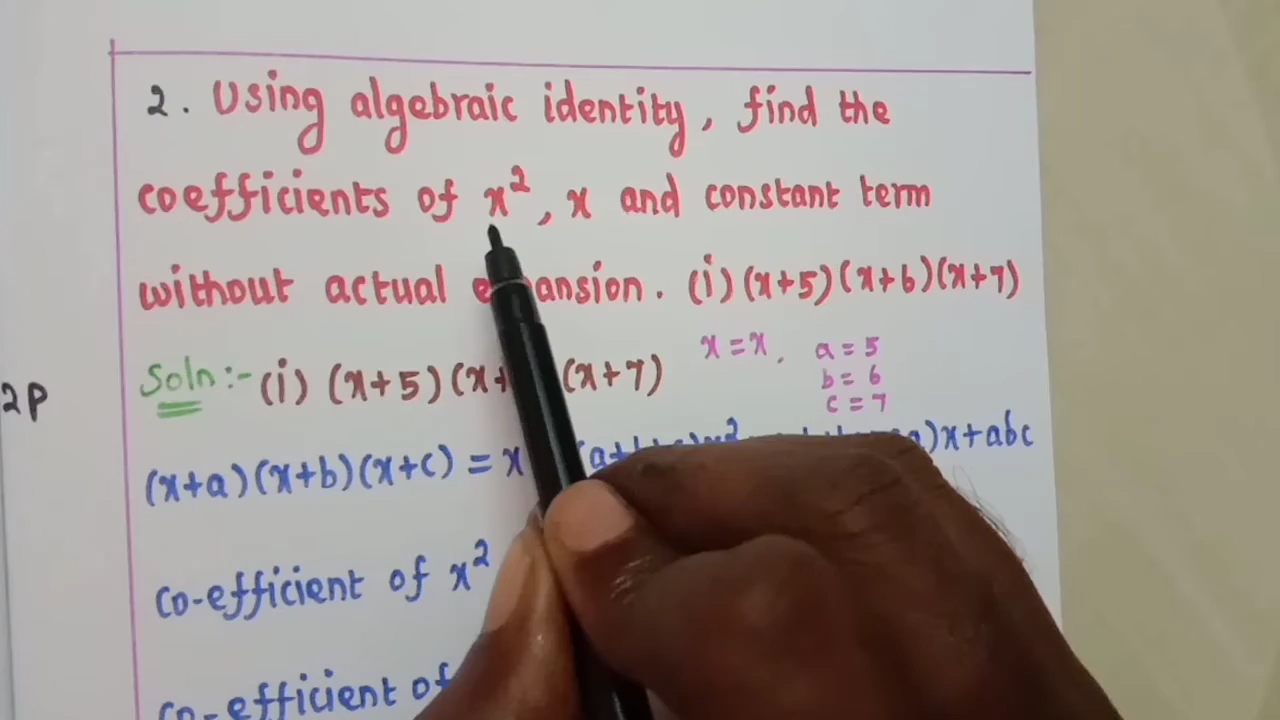 2. Using algebraic identity, find the
coefficients of x², x and constant term
without actual expansion. (i) (x+5)(x+6)(x+7)
Soln:- (i) (x+5)(x+ (x+7) x=x, a=5
b=6
c=7
2P
(x+a)(x+b)(x+c) = x )x+abc
co-efficient of x²
co-efficient of